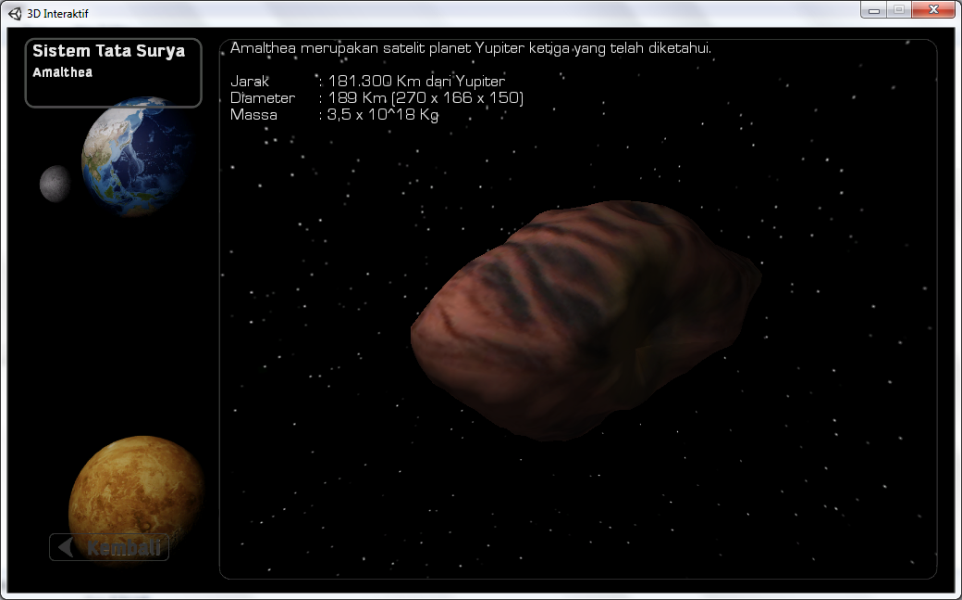 3D Interaktif
Sistem Tata Surya
Amalthea
Amalthea merupakan satelit planet Yupiter ketiga yang telah diketahui.
Jarak : 181.300 Km dari Yupiter
Diameter : 189 Km (270 x 166 x 150)
Massa : 3,5 x 10^18 Kg
Kembali